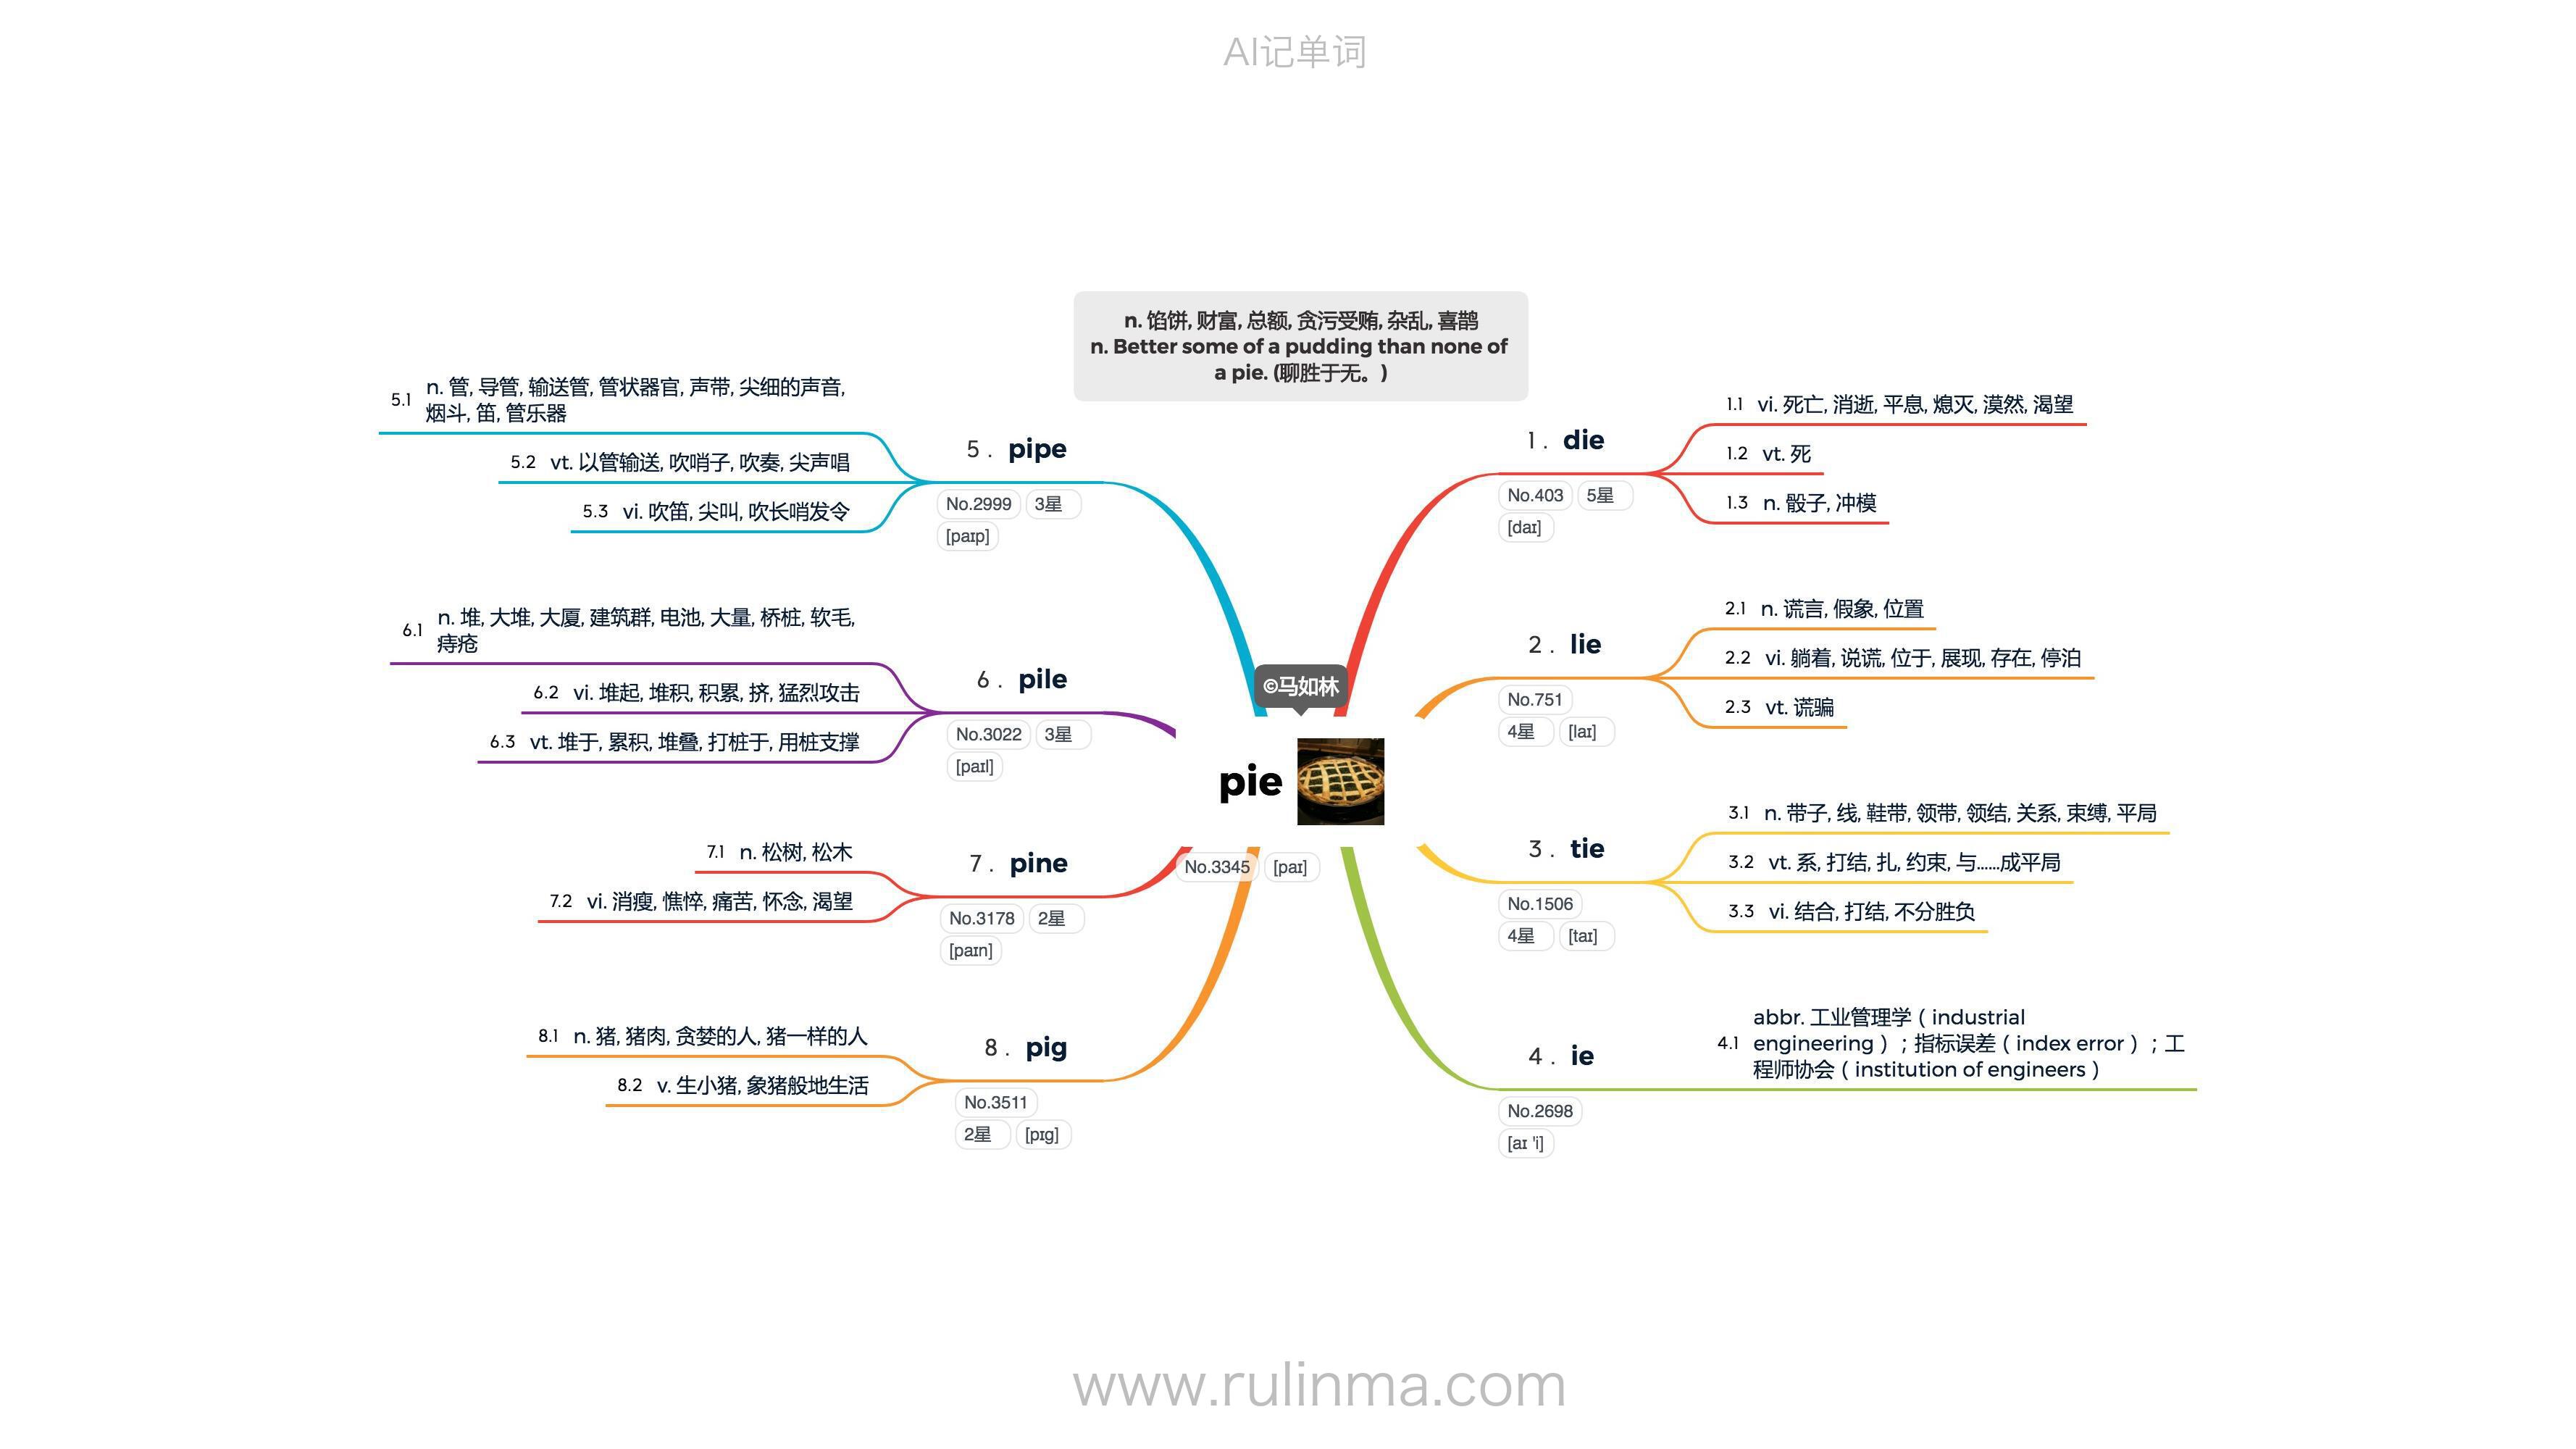 AI记单词
n. 馅饼, 财富, 总额, 贪污受贿, 杂乱, 喜鹊
n. Better some of a pudding than none of
a pie. (聊胜于无。)
©马如林
pie
No.3345 [paɪ]
1. die
No.403 5星
[daɪ]
1.1 vi. 死亡, 消逝, 平息, 熄灭, 漠然, 渴望
1.2 vt. 死
1.3 n. 骰子, 冲模
2. lie
No.751
4星 [laɪ]
2.1 n. 谎言, 假象, 位置
2.2 vi. 躺着, 说谎, 位于, 展现, 存在, 停泊
2.3 vt. 谎骗
3. tie
No.1506
4星 [taɪ]
3.1 n. 带子, 线, 鞋带, 领带, 领结, 关系, 束缚, 平局
3.2 vt. 系, 打结, 扎, 约束, 与……成平局
3.3 vi. 结合, 打结, 不分胜负
4. ie
No.2698
[aɪ 'i]
4.1 abbr. 工业管理学（industrial
engineering）；指标误差（index error）；工
程师协会（institution of engineers）
5. pipe
No.2999 3星
[paɪp]
5.1 n. 管, 导管, 输送管, 管状器官, 声带, 尖细的声音,
烟斗, 笛, 管乐器
5.2 vt. 以管输送, 吹哨子, 吹奏, 尖声唱
5.3 vi. 吹笛, 尖叫, 吹长哨发令
6. pile
No.3022 3星
[paɪl]
6.1 n. 堆, 大堆, 大厦, 建筑群, 电池, 大量, 桥桩, 软毛,
痔疮
6.2 vi. 堆起, 堆积, 积累, 挤, 猛烈攻击
6.3 vt. 堆于, 累积, 堆叠, 打桩于, 用桩支撑
7. pine
No.3178 2星
[paɪn]
7.1 n. 松树, 松木
7.2 vi. 消瘦, 憔悴, 痛苦, 怀念, 渴望
8. pig
No.3511
2星 [pɪg]
8.1 n. 猪, 猪肉, 贪婪的人, 猪一样的人
8.2 v. 生小猪, 象猪般地生活
www.rulinma.com